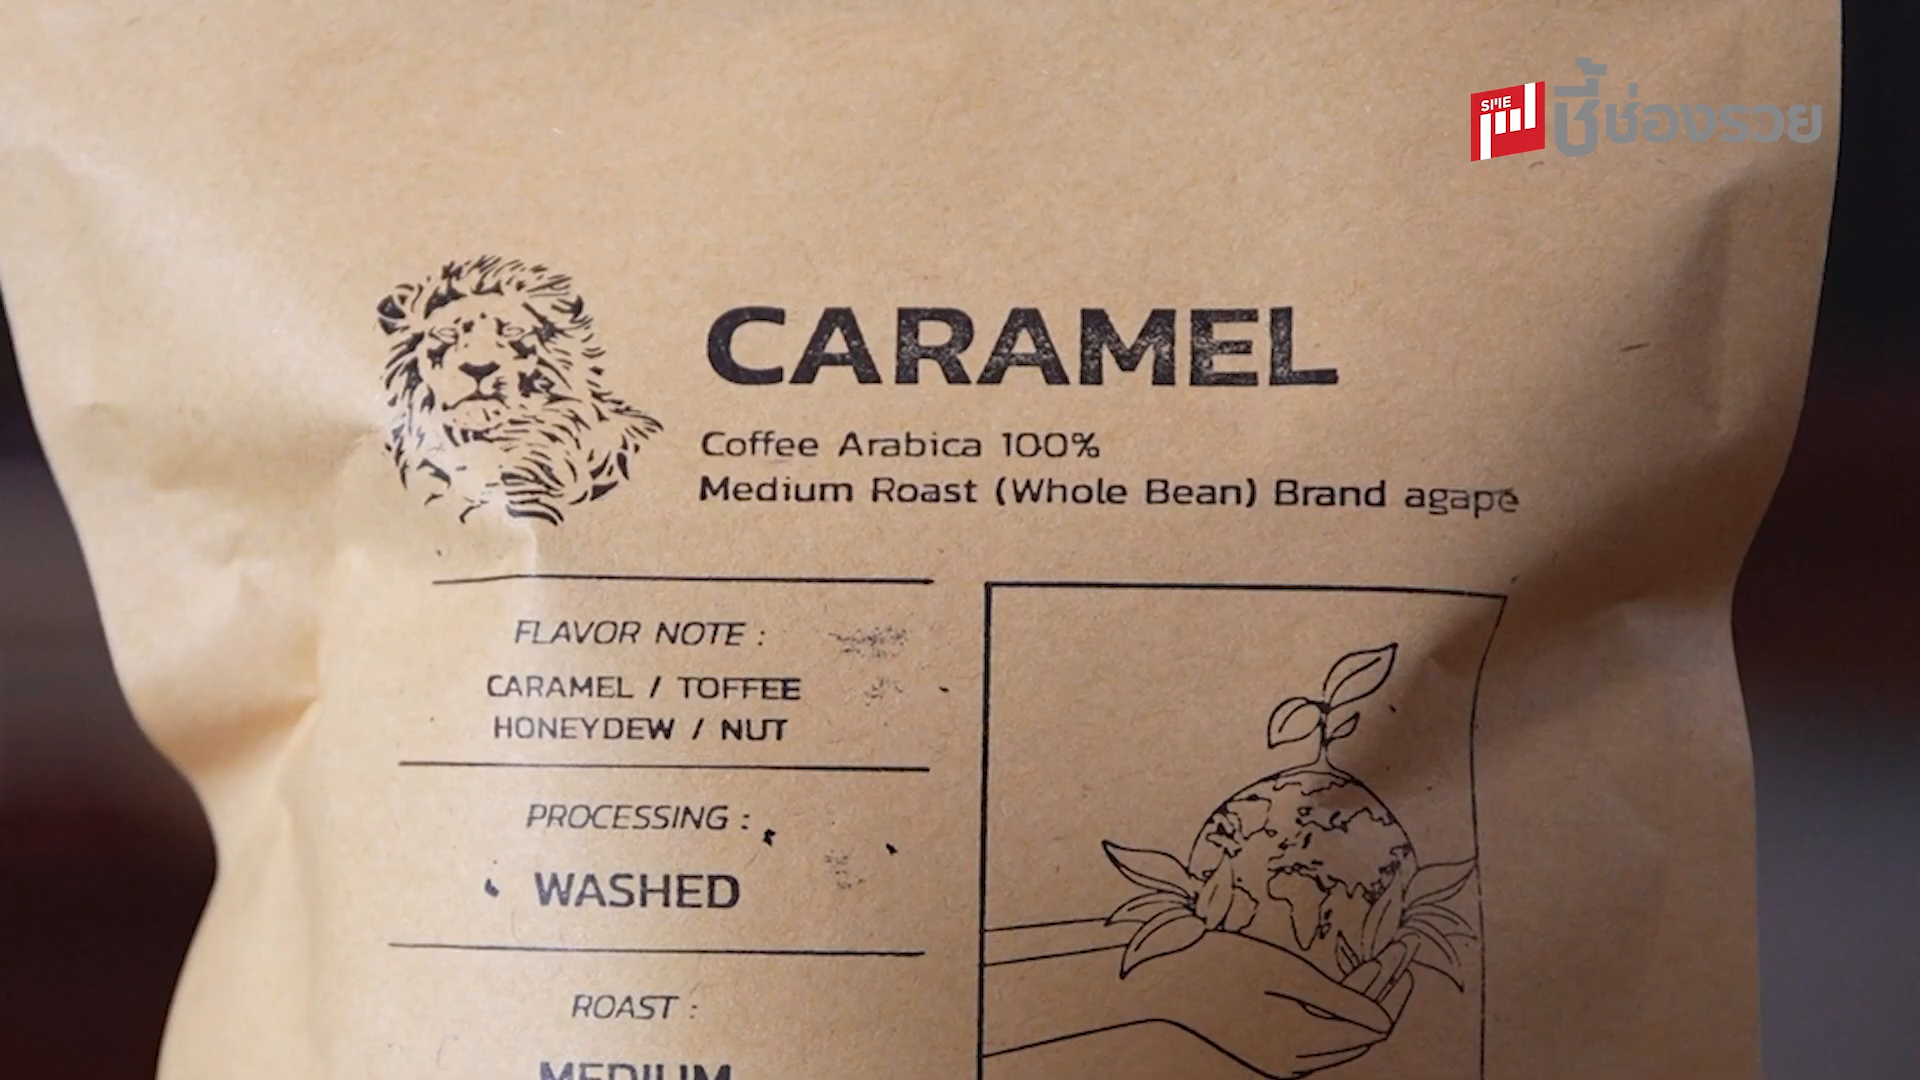 SME
ชี้ช่องรวย
CARAMEL
Coffee Arabica 100%
Medium Roast (Whole Bean) Brand agape
FLAVOR NOTE :
CARAMEL / TOFFEE
HONEYDEW / NUT
PROCESSING :
WASHED
ROAST :
MEDIUM